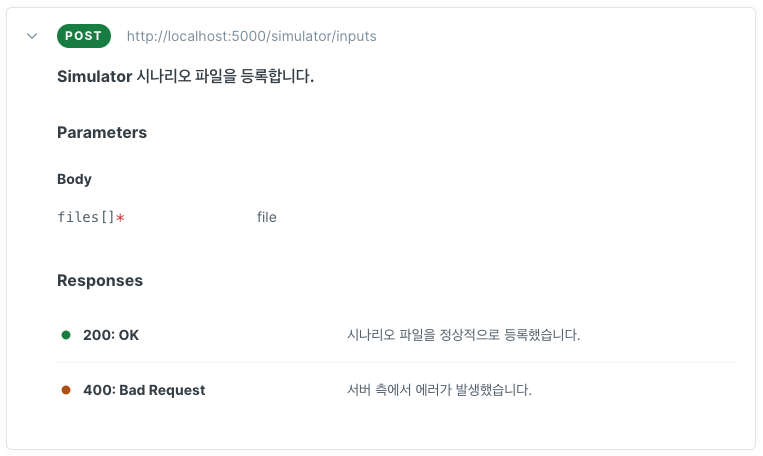 POST http://localhost:5000/simulator/inputs
Simulator 시나리오 파일을 등록합니다.
Parameters
Body
files[]* file
Responses
200: OK 시나리오 파일을 정상적으로 등록했습니다.
400: Bad Request 서버 측에서 에러가 발생했습니다.